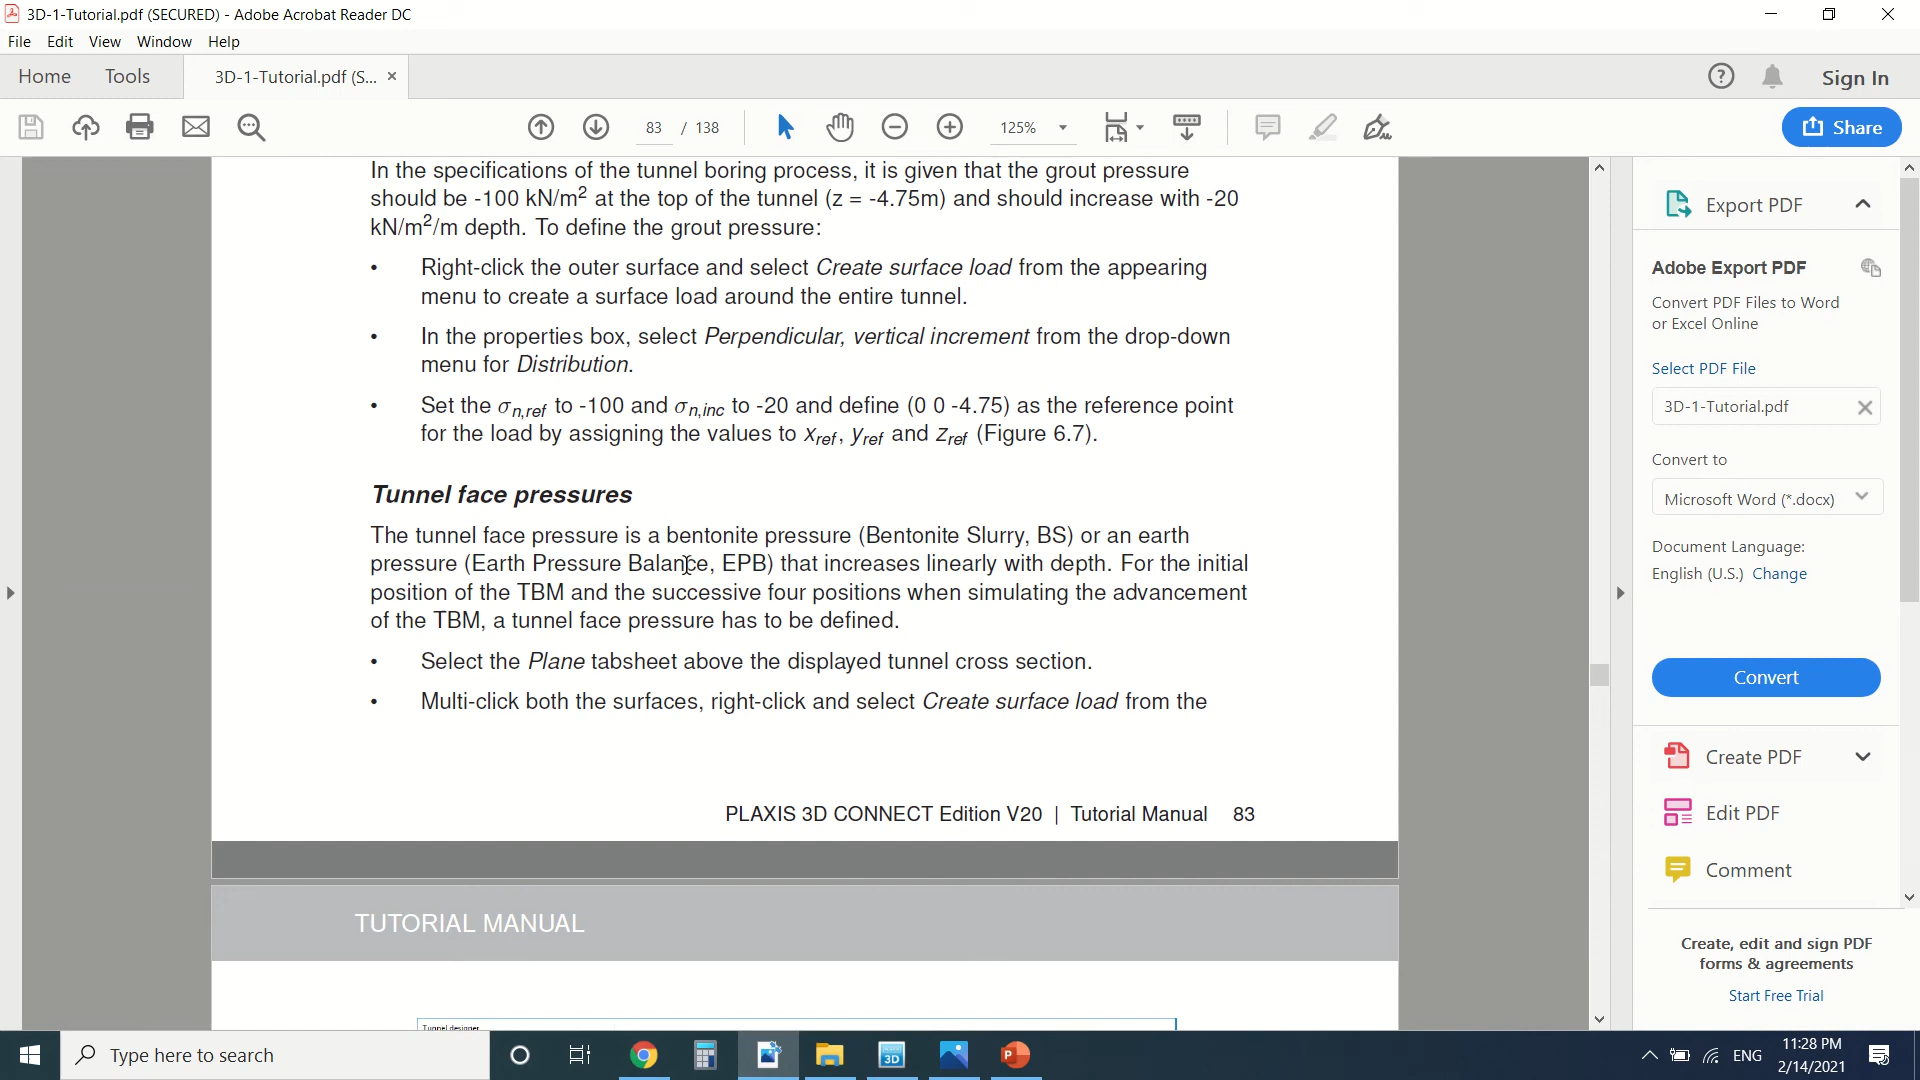 3D-1-Tutorial.pdf (SECURED) - Adobe Acrobat Reader DC
File Edit View Window Help
Home Tools 3D-1-Tutorial.pdf (S... × Sign In
83 / 138 125% Share
In the specifications of the tunnel boring process, it is given that the grout pressure
should be -100 kN/m² at the top of the tunnel (z = -4.75m) and should increase with -20
kN/m²/m depth. To define the grout pressure:
• Right-click the outer surface and select Create surface load from the appearing
menu to create a surface load around the entire tunnel.
• In the properties box, select Perpendicular, vertical increment from the drop-down
menu for Distribution.
• Set the σn,ref to -100 and σn,inc to -20 and define (0 0 -4.75) as the reference point
for the load by assigning the values to xref, yref and zref (Figure 6.7).
Tunnel face pressures
The tunnel face pressure is a bentonite pressure (Bentonite Slurry, BS) or an earth
pressure (Earth Pressure Balance, EPB) that increases linearly with depth. For the initial
position of the TBM and the successive four positions when simulating the advancement
of the TBM, a tunnel face pressure has to be defined.
• Select the Plane tabsheet above the displayed tunnel cross section.
• Multi-click both the surfaces, right-click and select Create surface load from the
PLAXIS 3D CONNECT Edition V20 | Tutorial Manual 83
TUTORIAL MANUAL
Tunnel designer
Export PDF
Adobe Export PDF
Convert PDF Files to Word
or Excel Online
Select PDF File
3D-1-Tutorial.pdf
Convert to
Microsoft Word (*.docx)
Document Language:
English (U.S.) Change
Convert
Create PDF
Edit PDF
Comment
Create, edit and sign PDF
forms & agreements
Start Free Trial
Type here to search
3D
ENG
11:28 PM
2/14/2021